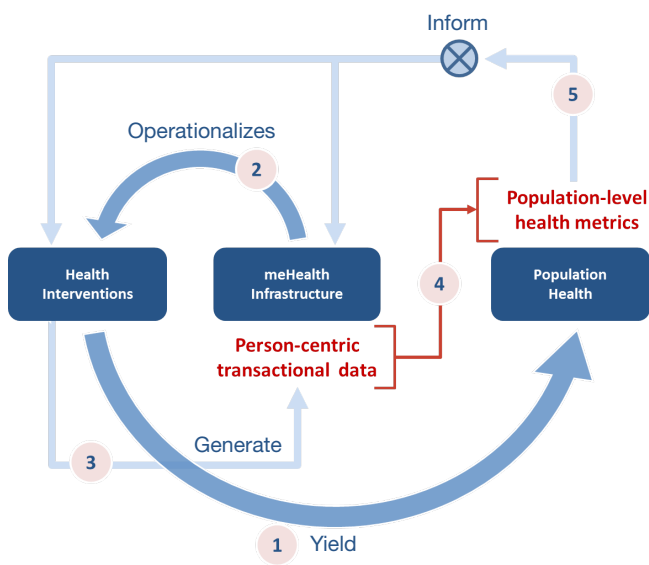 Inform
5
Operationalizes
2
Population-level
health metrics
Health
Interventions
meHealth
Infrastructure
4
Population
Health
Person-centric
transactional data
Generate
3
1
Yield